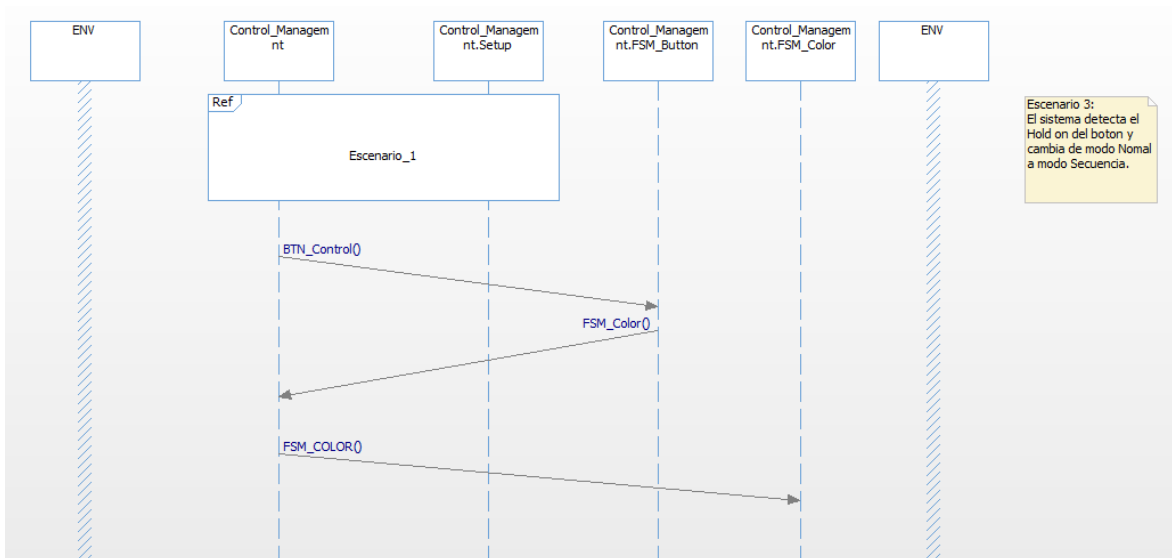 ENV
Control_Managem
nt
Control_Managem
nt.Setup
Control_Managem
nt.FSM_Button
Control_Managem
nt.FSM_Color
ENV
Ref
Escenario_1
Escenario 3:
El sistema detecta el
Hold on del boton y
cambia de modo Nomal
a modo Secuencia.
BTN_Control()
FSM_Color()
FSM_COLOR()